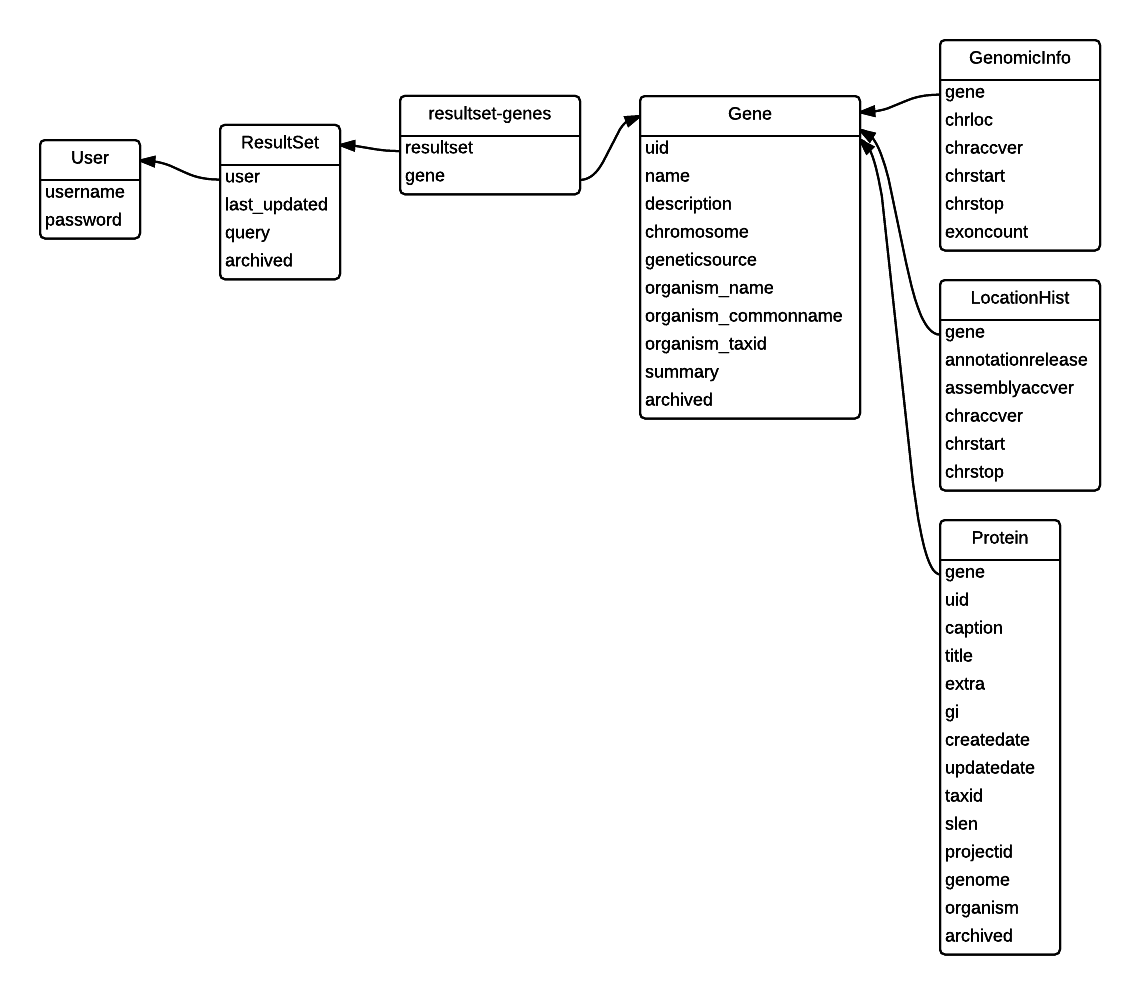 User
username
password
ResultSet
user
last_updated
query
archived
resultset-genes
resultset
gene
Gene
uid
name
description
chromosome
geneticsource
organism_name
organism_commonname
organism_taxid
summary
archived
GenomicInfo
gene
chrloc
chraccver
chrstart
chrstop
exoncount
LocationHist
gene
annotationrelease
assemblyaccver
chraccver
chrstart
chrstop
Protein
gene
uid
caption
title
extra
gi
createdate
updatedate
taxid
slen
projectid
genome
organism
archived